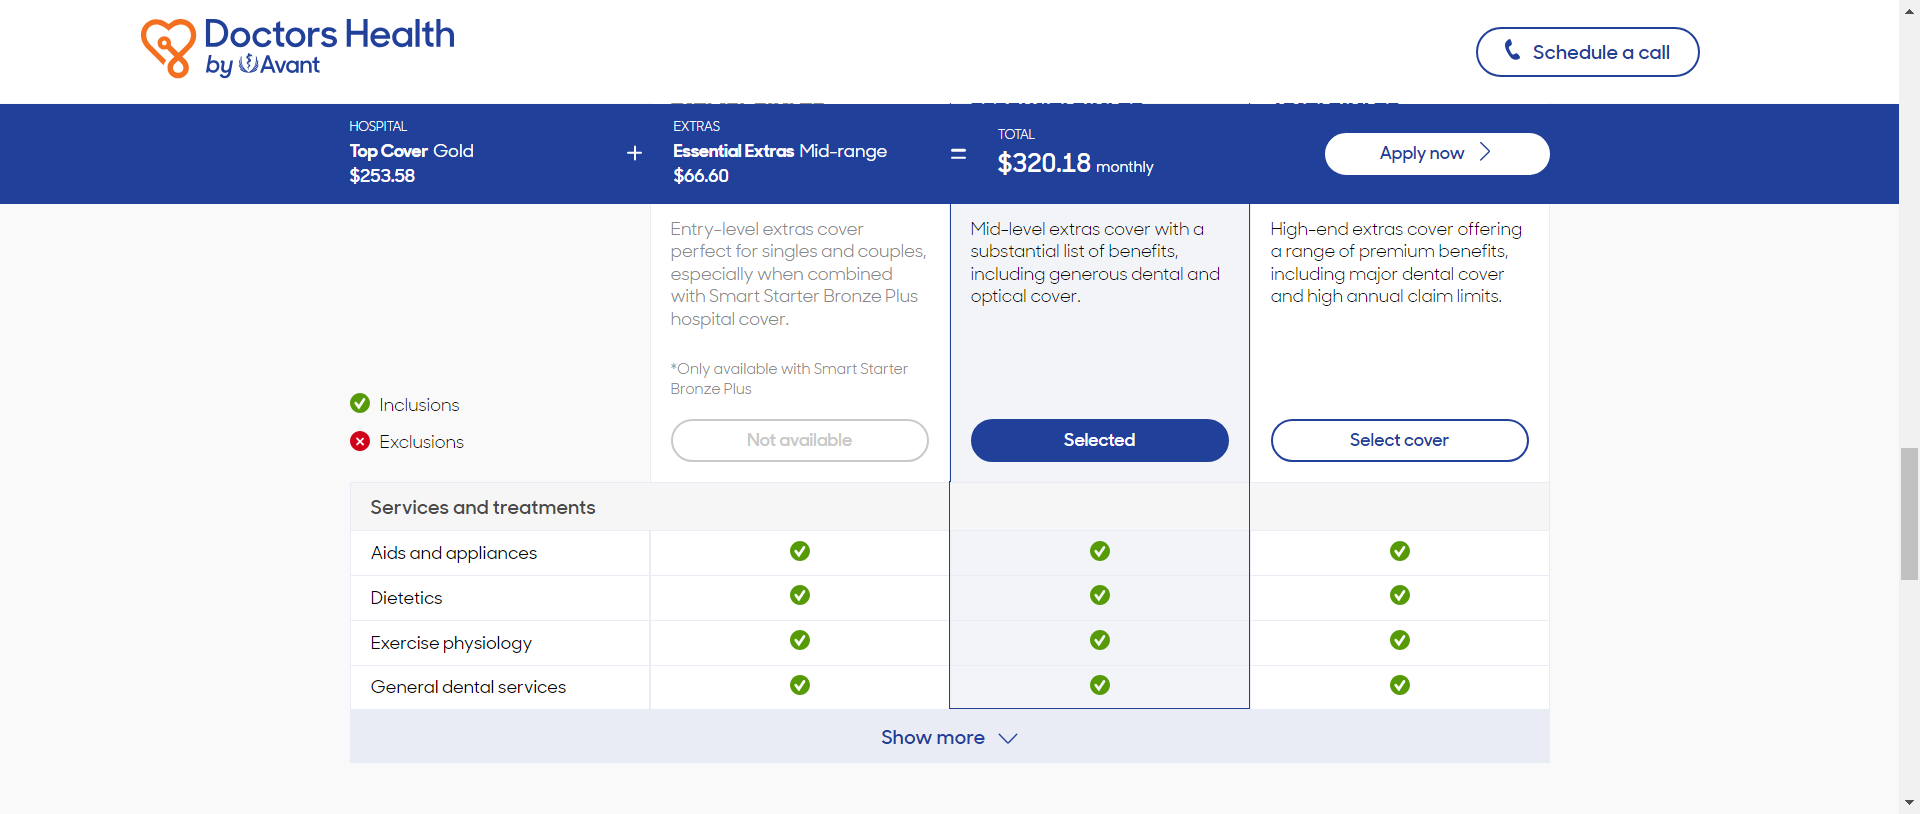 Doctors Health
by Avant
Schedule a call
HOSPITAL
Top Cover Gold
$253.58
+
EXTRAS
Essential Extras Mid-range
$66.60
=
TOTAL
$320.18 monthly
Apply now
Entry-level extras cover
perfect for singles and couples,
especially when combined
with Smart Starter Bronze Plus
hospital cover.
*Only available with Smart Starter
Bronze Plus
Not available
Mid-level extras cover with a
substantial list of benefits,
including generous dental and
optical cover.
Selected
High-end extras cover offering
a range of premium benefits,
including major dental cover
and high annual claim limits.
Select cover
Inclusions
Exclusions
Services and treatments
Aids and appliances
Dietetics
Exercise physiology
General dental services
Show more